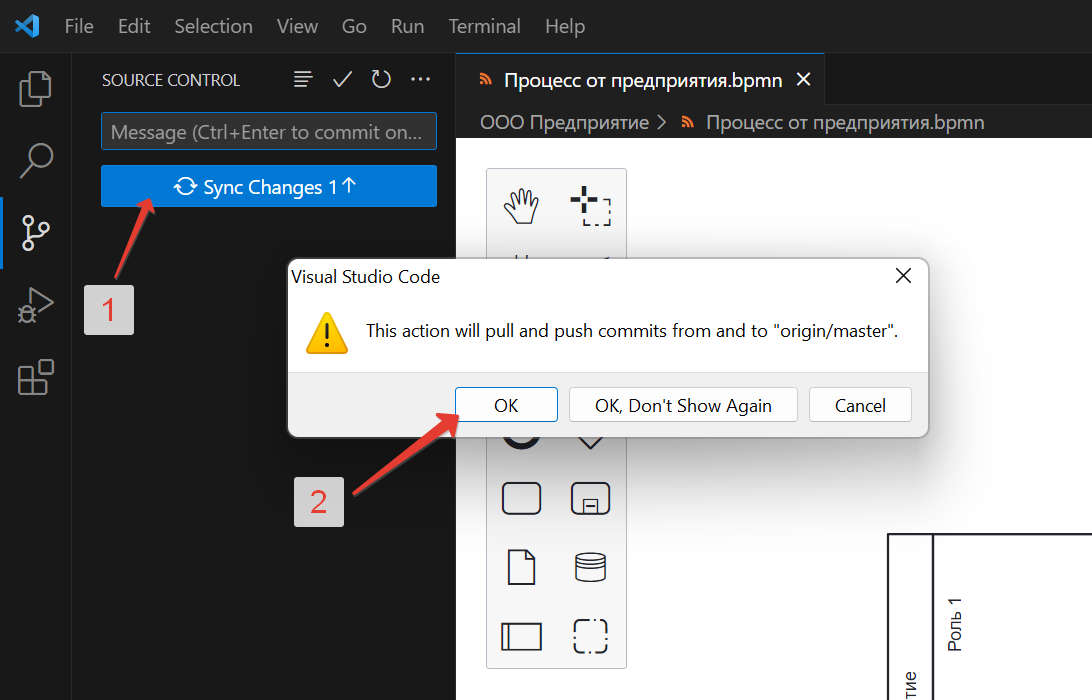 File Edit Selection View Go Run Terminal Help
SOURCE CONTROL
Процесс от предприятия.bpmn
Message (Ctrl+Enter to commit on...
ООО Предприятие > Процесс от предприятия.bpmn
Sync Changes 1↑
1
Visual Studio Code
This action will pull and push commits from and to "origin/master".
OK
OK, Don't Show Again
Cancel
2
Роль 1